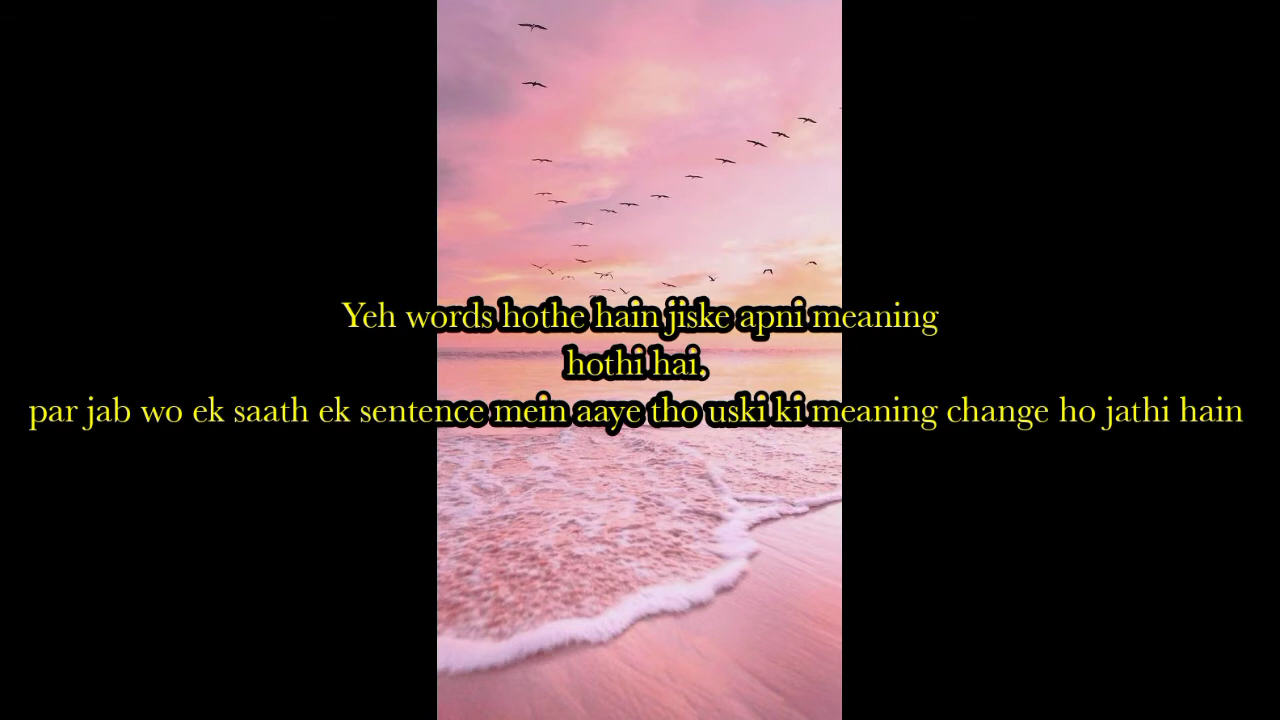 Yeh words hothe hain jiske apni meaning
hothi hai,
par jab wo ek saath ek sentence mein aaye tho uski ki meaning change ho jathi hain